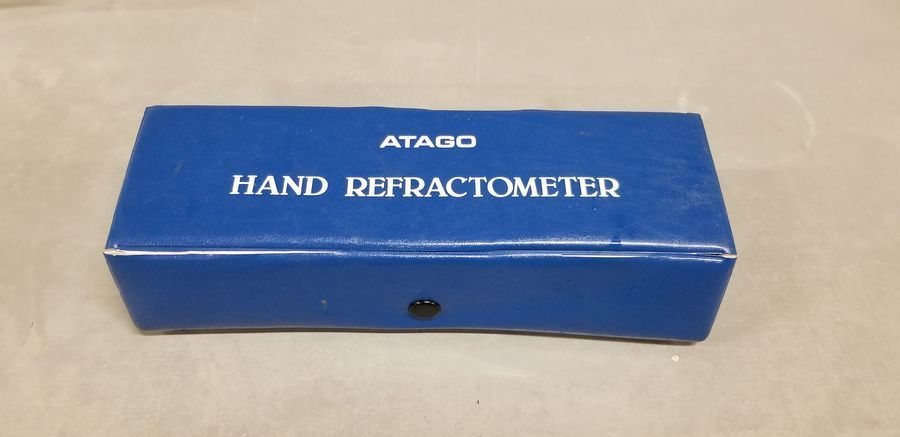 ATAGO
HAND REFRACTOMETER